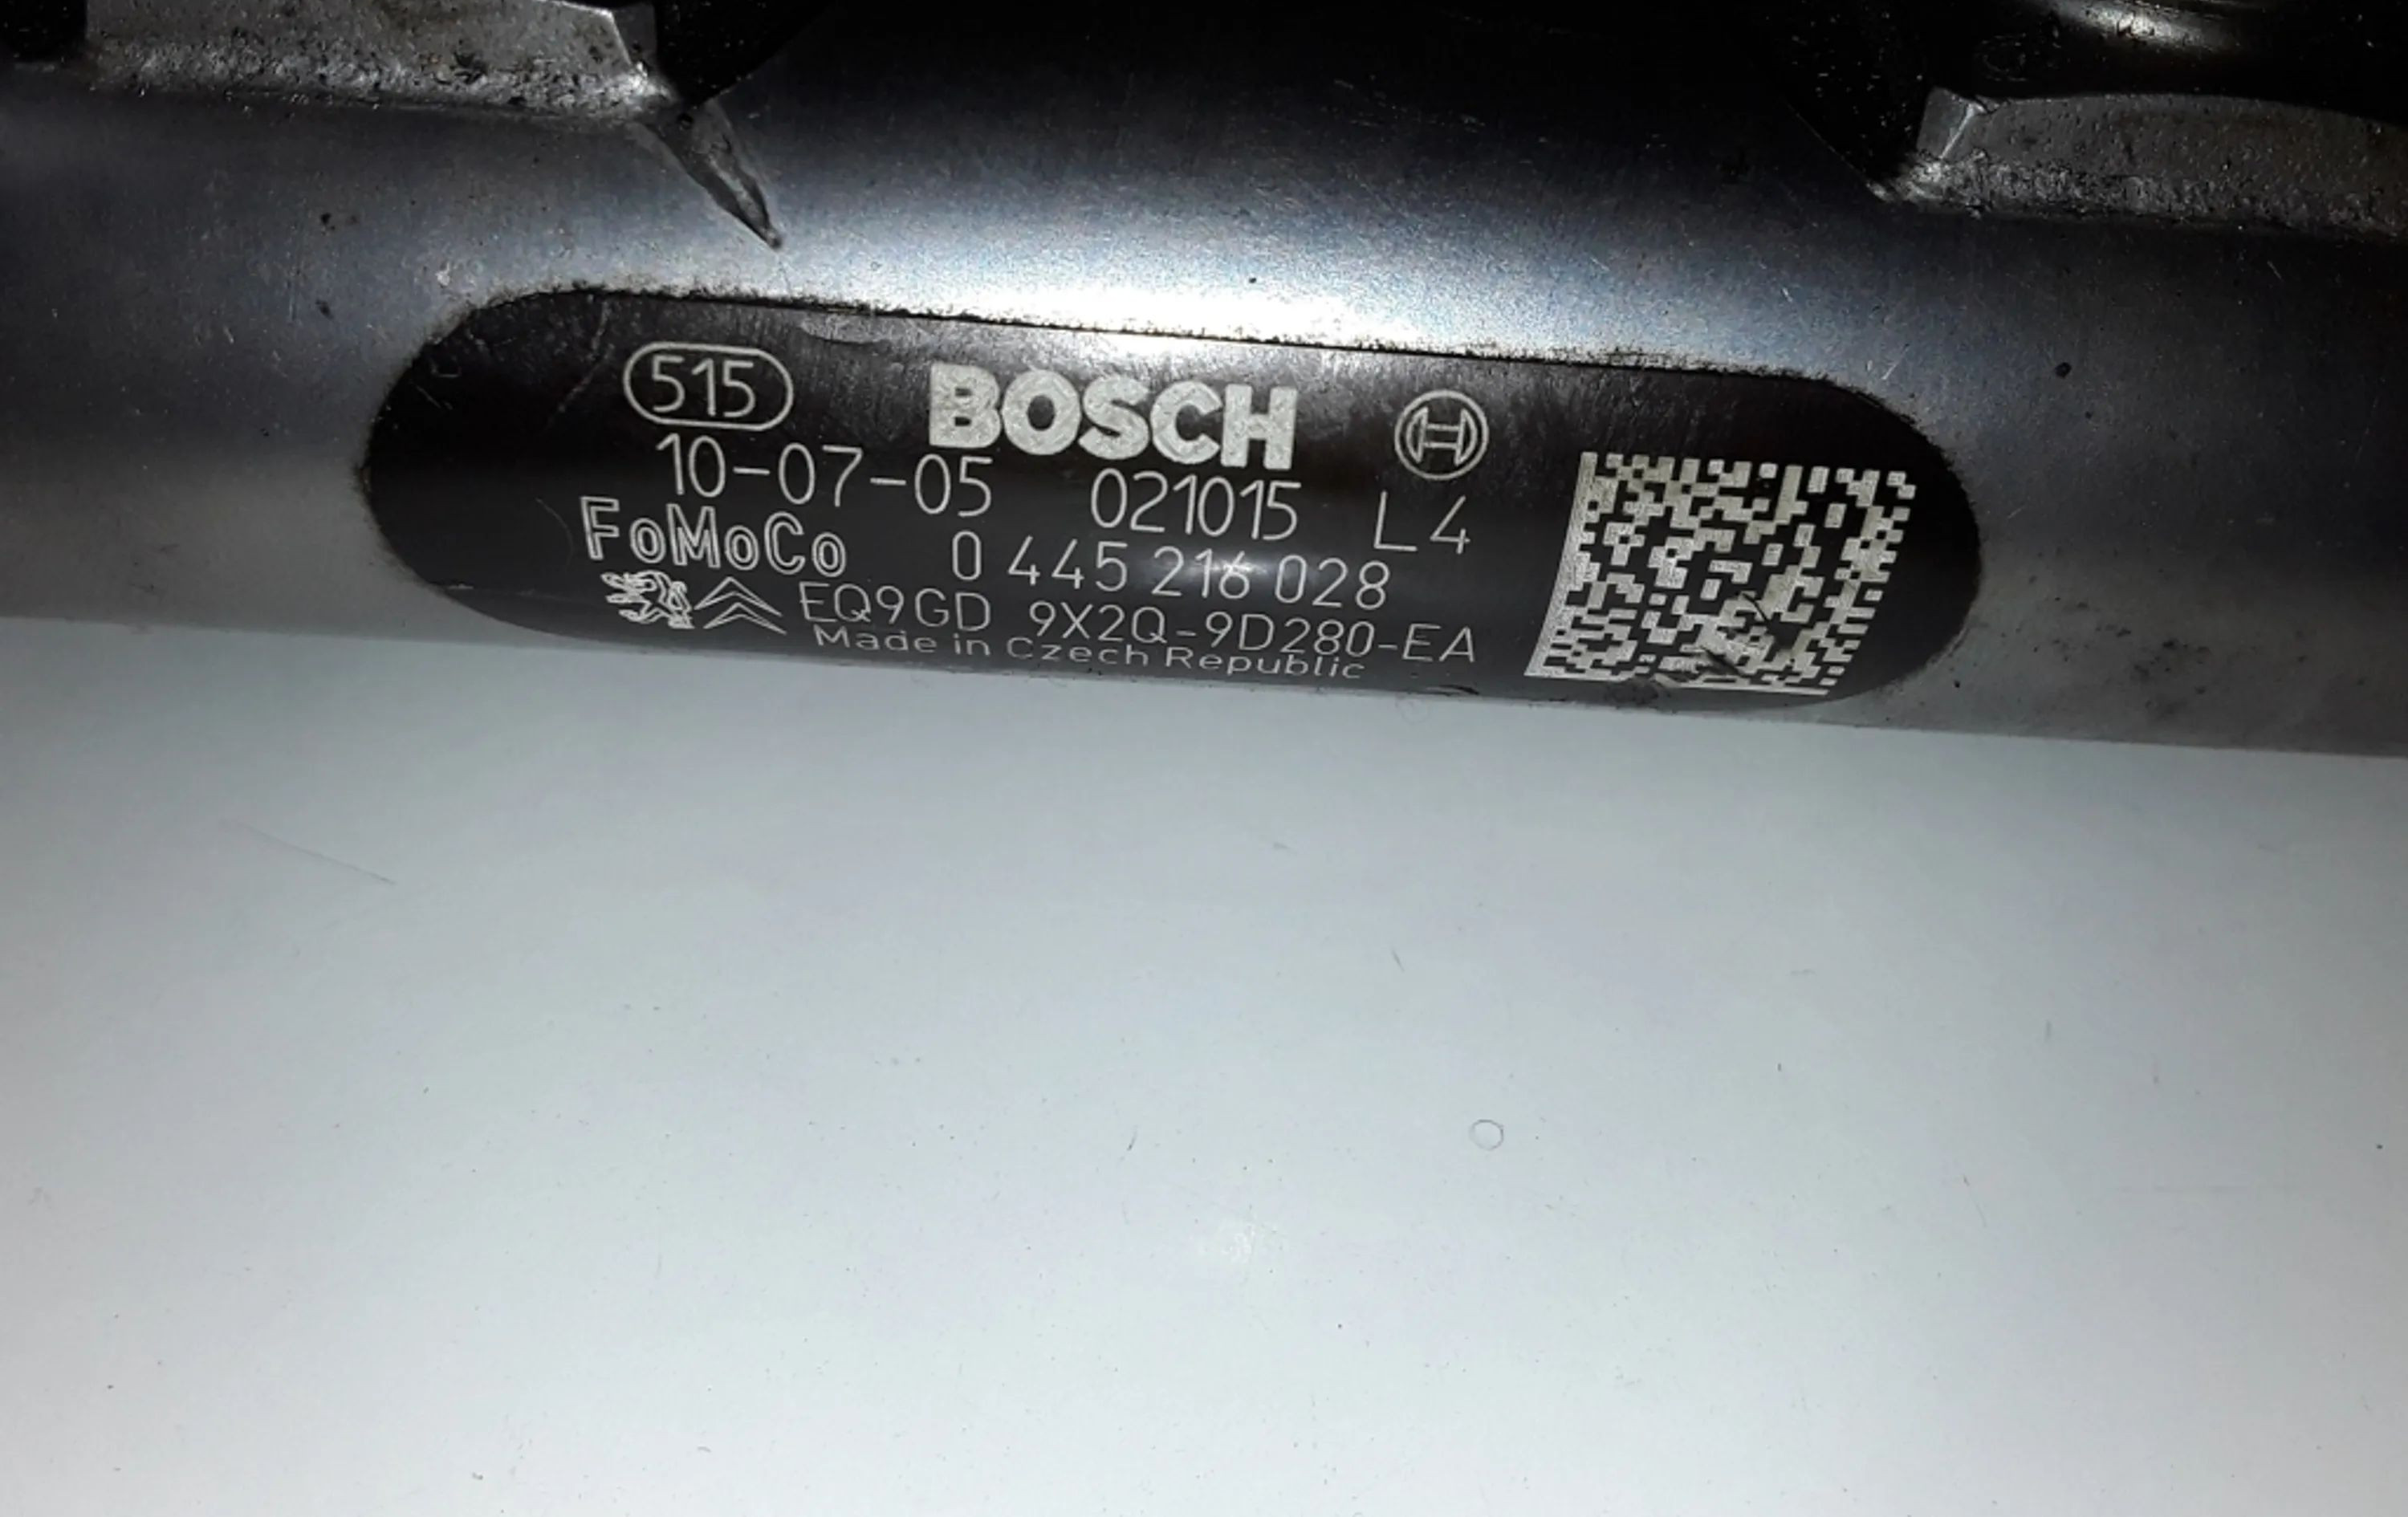 515 BOSCH
10-07-05 021015 L4
FoMoCo 0 445 216 028
EQ9GD 9X2Q-9D280-EA
Made in Czech Republic